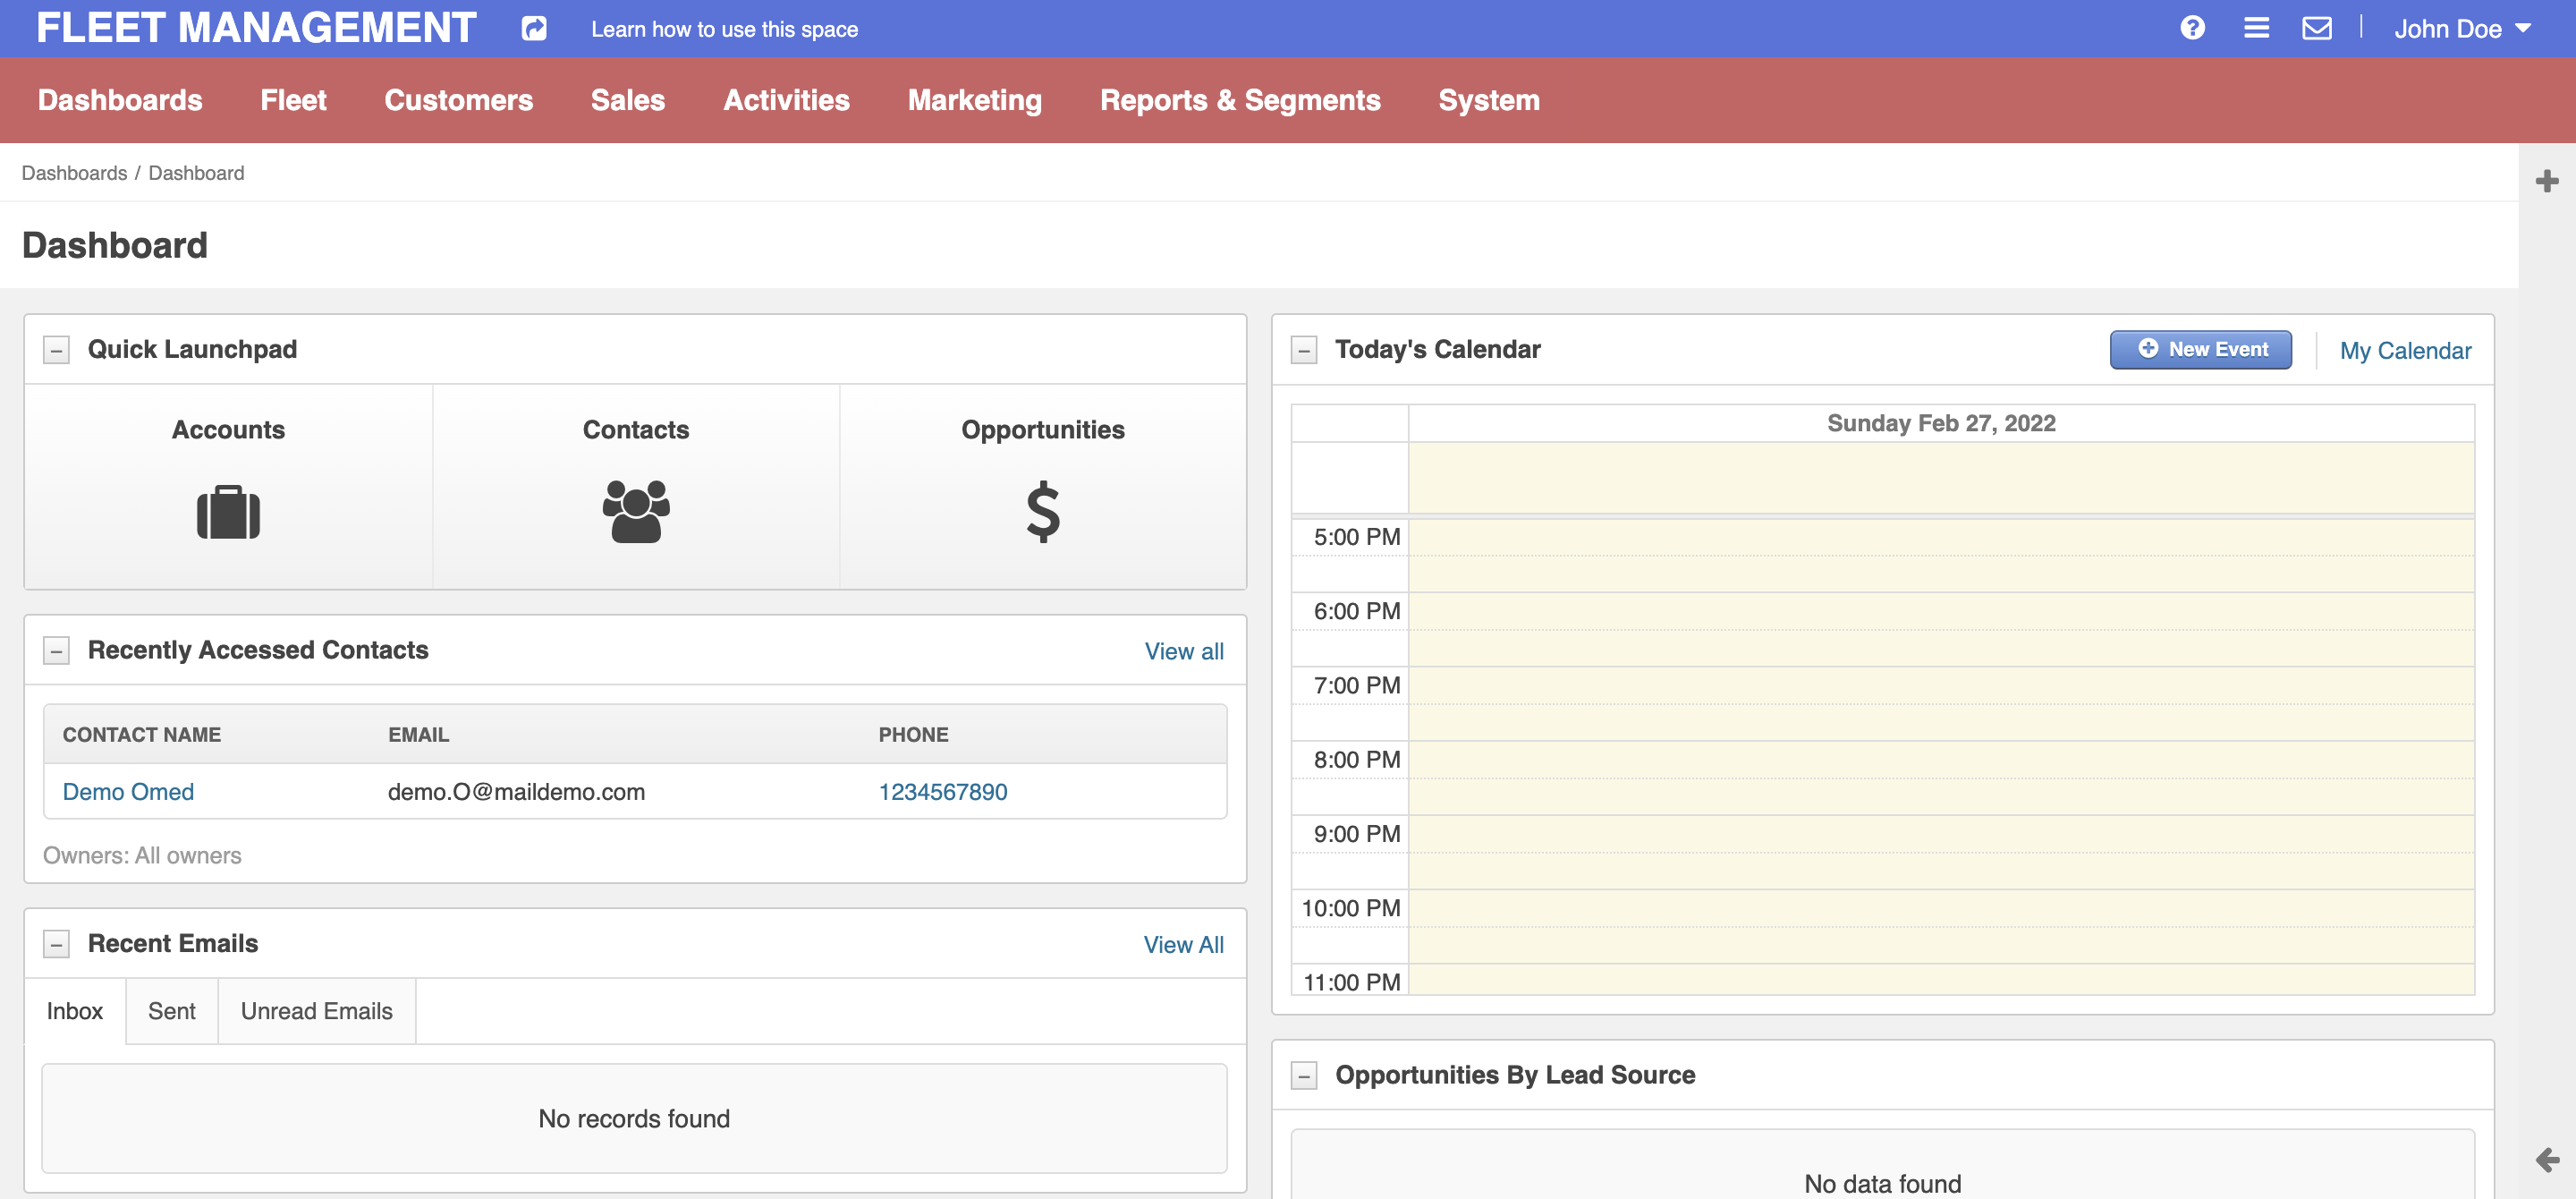 FLEET MANAGEMENT
Learn how to use this space
John Doe
Dashboards Fleet Customers Sales Activities Marketing Reports & Segments System
Dashboards / Dashboard
Dashboard
Quick Launchpad
Accounts Contacts Opportunities
Recently Accessed Contacts View all
CONTACT NAME EMAIL PHONE
Demo Omed demo.O@maildemo.com 1234567890
Owners: All owners
Recent Emails View All
Inbox Sent Unread Emails
No records found
Today's Calendar New Event My Calendar
Sunday Feb 27, 2022
5:00 PM
6:00 PM
7:00 PM
8:00 PM
9:00 PM
10:00 PM
11:00 PM
Opportunities By Lead Source
No data found